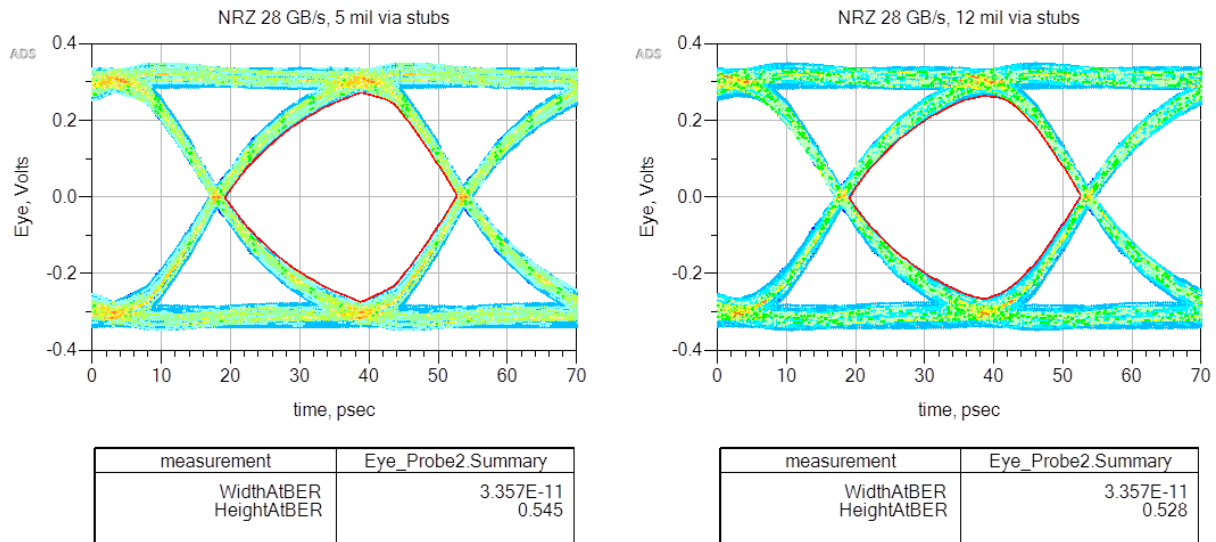 NRZ 28 GB/s, 5 mil via stubs
ADS
0.4
0.2
0.0
-0.2
-0.4
Eye, Volts
0 10 20 30 40 50 60 70
time, psec
measurement Eye_Probe2.Summary
WidthAtBER 3.357E-11
HeightAtBER 0.545
NRZ 28 GB/s, 12 mil via stubs
ADS
0.4
0.2
0.0
-0.2
-0.4
Eye, Volts
0 10 20 30 40 50 60 70
time, psec
measurement Eye_Probe2.Summary
WidthAtBER 3.357E-11
HeightAtBER 0.528